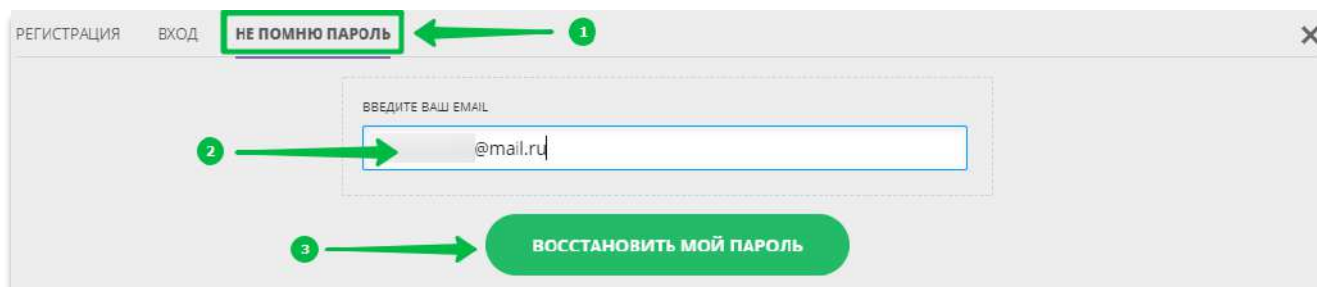 РЕГИСТРАЦИЯ ВХОД НЕ ПОМНЮ ПАРОЛЬ 1
ВВЕДИТЕ ВАШ EMAIL
2 @mail.ru
3 ВОССТАНОВИТЬ МОЙ ПАРОЛЬ